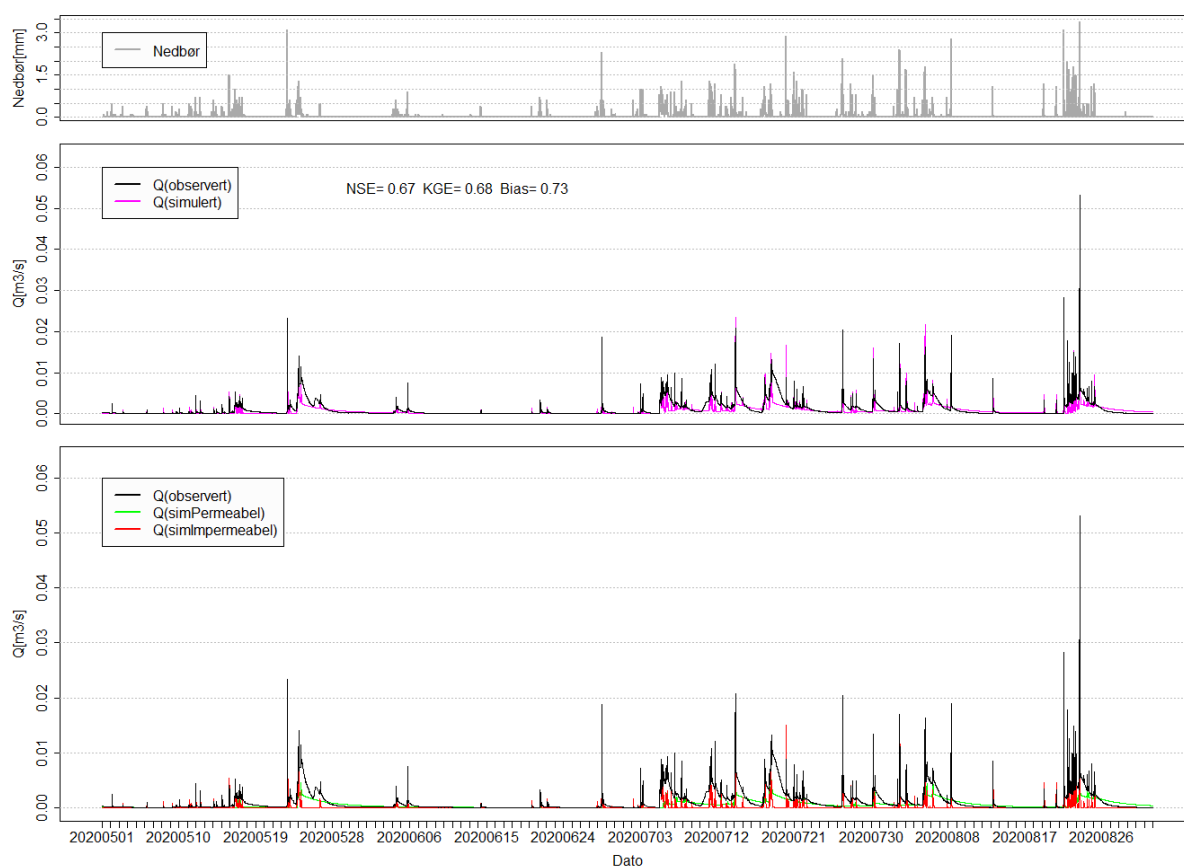 Nedbør[mm]
0.0 1.5 3.0
Nedbør
Q[m3/s]
0.00 0.01 0.02 0.03 0.04 0.05 0.06
Q(observert)
Q(simulert)
NSE= 0.67 KGE= 0.68 Bias= 0.73
Q[m3/s]
0.00 0.01 0.02 0.03 0.04 0.05 0.06
Q(observert)
Q(simPermeabel)
Q(simImpermeabel)
20200501 20200510 20200519 20200528 20200606 20200615 20200624 20200703 20200712 20200721 20200730 20200808 20200817 20200826
Dato